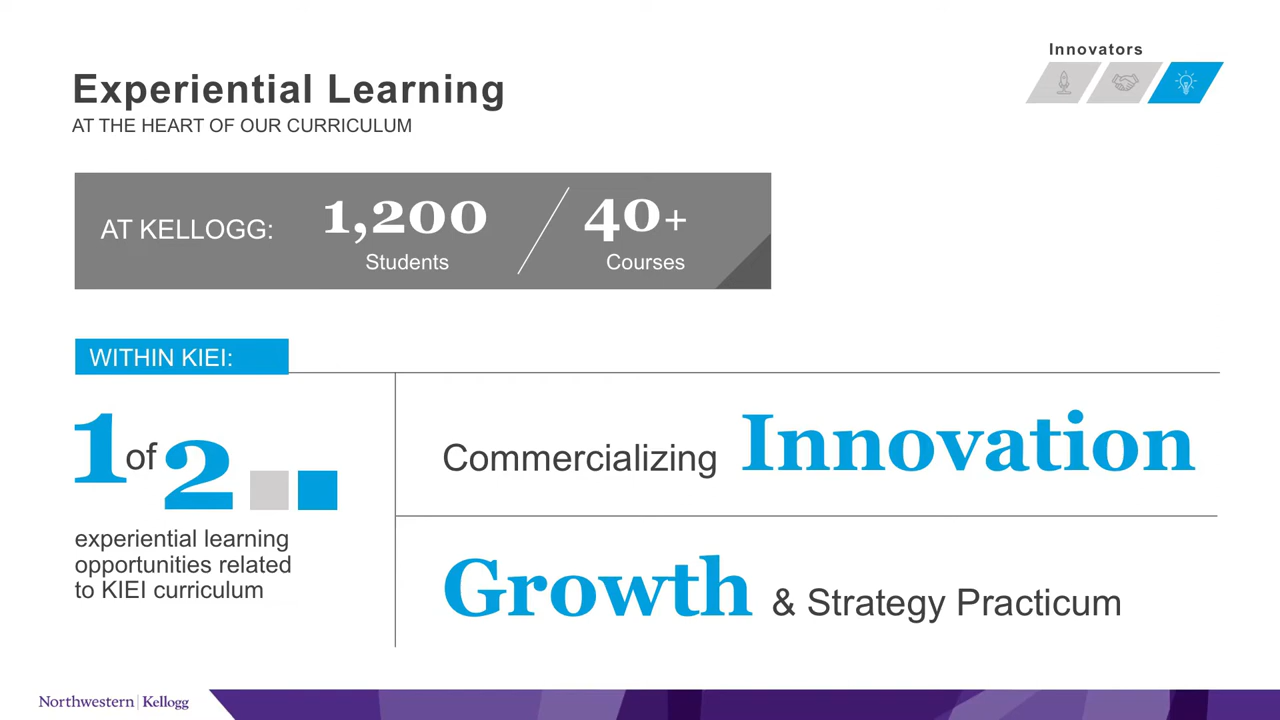 Innovators
Experiential Learning
AT THE HEART OF OUR CURRICULUM
AT KELLOGG:
1,200
Students
40+
Courses
WITHIN KIEI:
1 of 2
experiential learning
opportunities related
to KIEI curriculum
Commercializing Innovation
Growth & Strategy Practicum
Northwestern | Kellogg